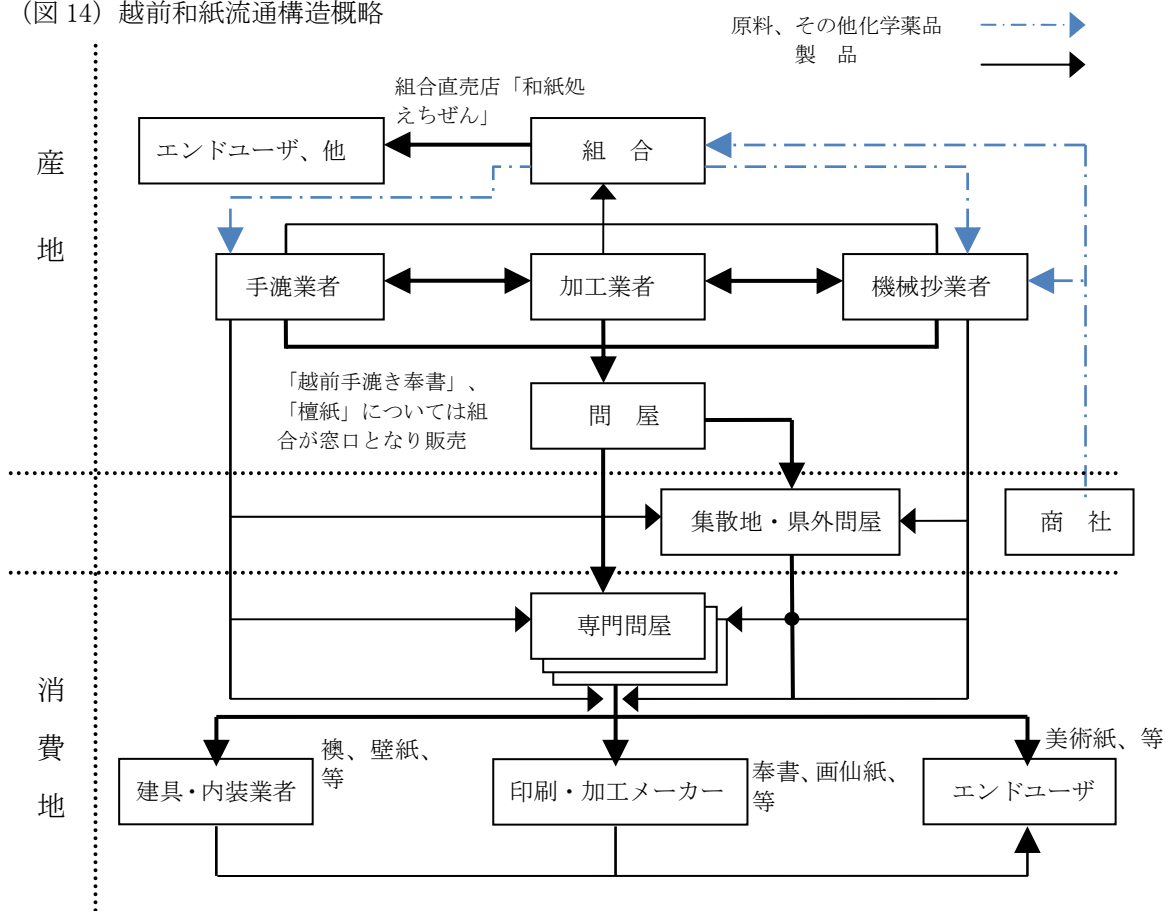 （図 14）越前和紙流通構造概略
原料、その他化学薬品
製　品
産
地
組合直売店「和紙処
えちぜん」
エンドユーザ、他
組　合
手漉業者
加工業者
機械抄業者
「越前手漉き奉書」、
「檀紙」については組
合が窓口となり販売
問　屋
集散地・県外問屋
商　社
消
費
地
専門問屋
建具・内装業者
襖、壁紙、
等
印刷・加工メーカー
奉書、画仙紙、
等
美術紙、等
エンドユーザ